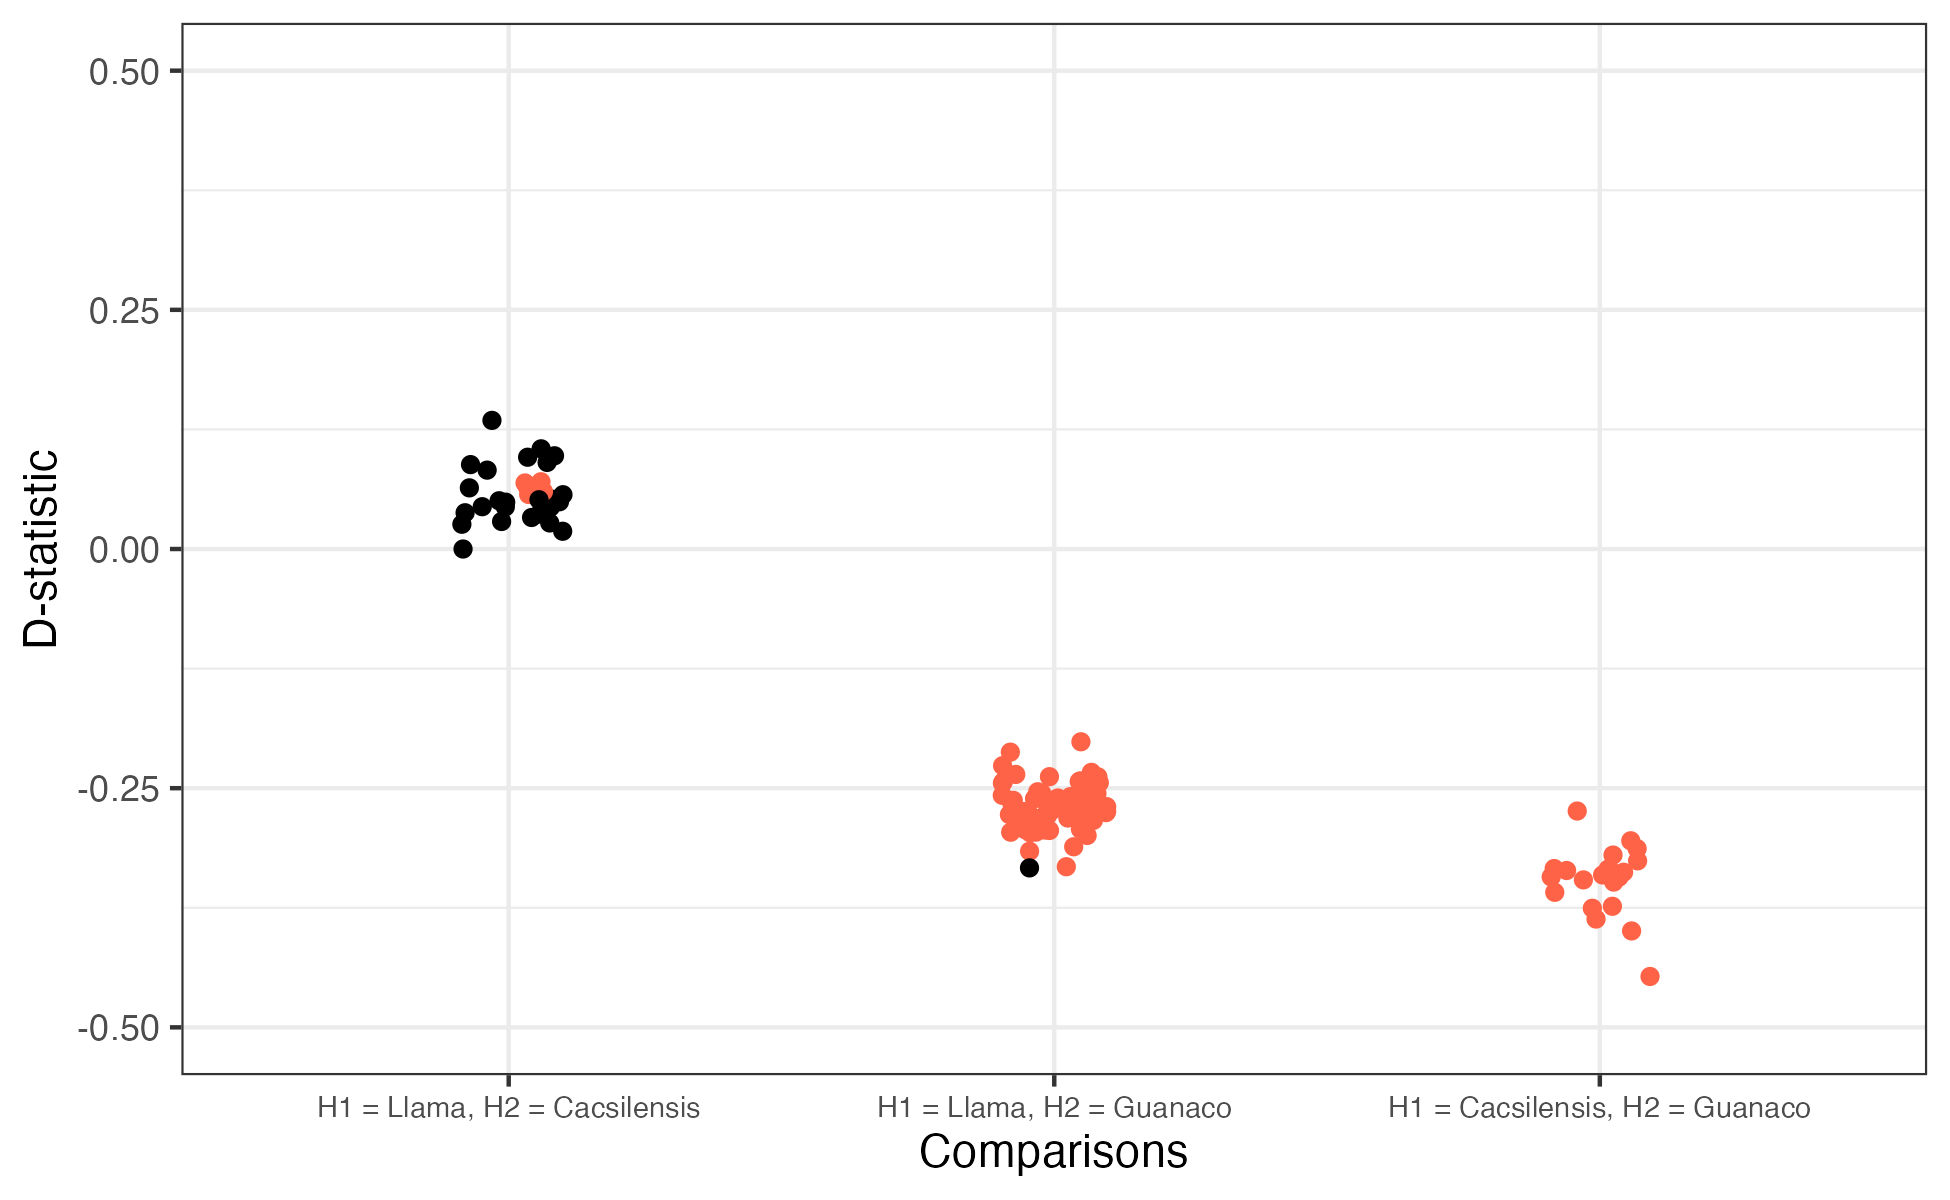 D-statistic
0.50
0.25
0.00
-0.25
-0.50
H1 = Llama, H2 = Cacsilensis
H1 = Llama, H2 = Guanaco
H1 = Cacsilensis, H2 = Guanaco
Comparisons